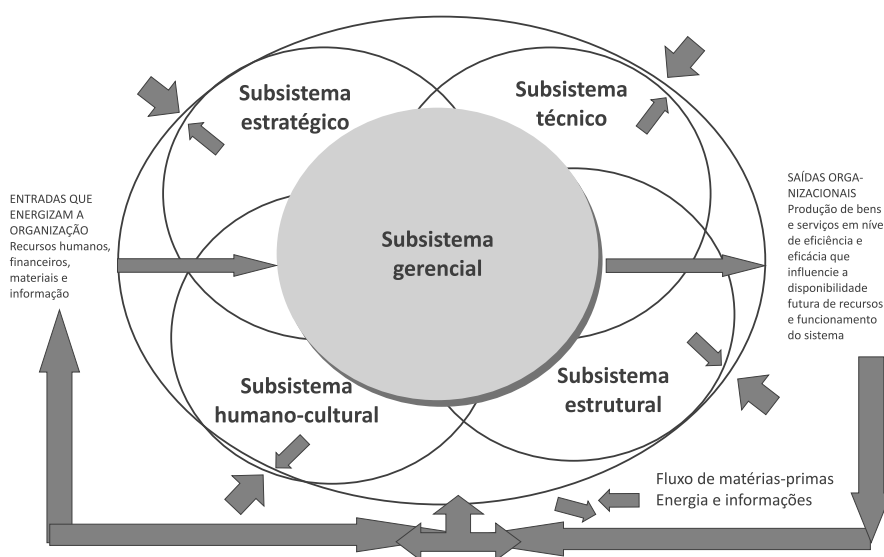 Subsistema
estratégico
Subsistema
técnico
ENTRADAS QUE
ENERGIZAM A
ORGANIZAÇÃO
Recursos humanos,
financeiros,
materiais e
informação
Subsistema
gerencial
SAÍDAS ORGA-
NIZACIONAIS
Produção de bens
e serviços em níve
de eficiência e
eficácia que
influencie a
disponibilidade
futura de recursos
e funcionamento
do sistema
Subsistema
humano-cultural
Subsistema
estrutural
Fluxo de matérias-primas
Energia e informações